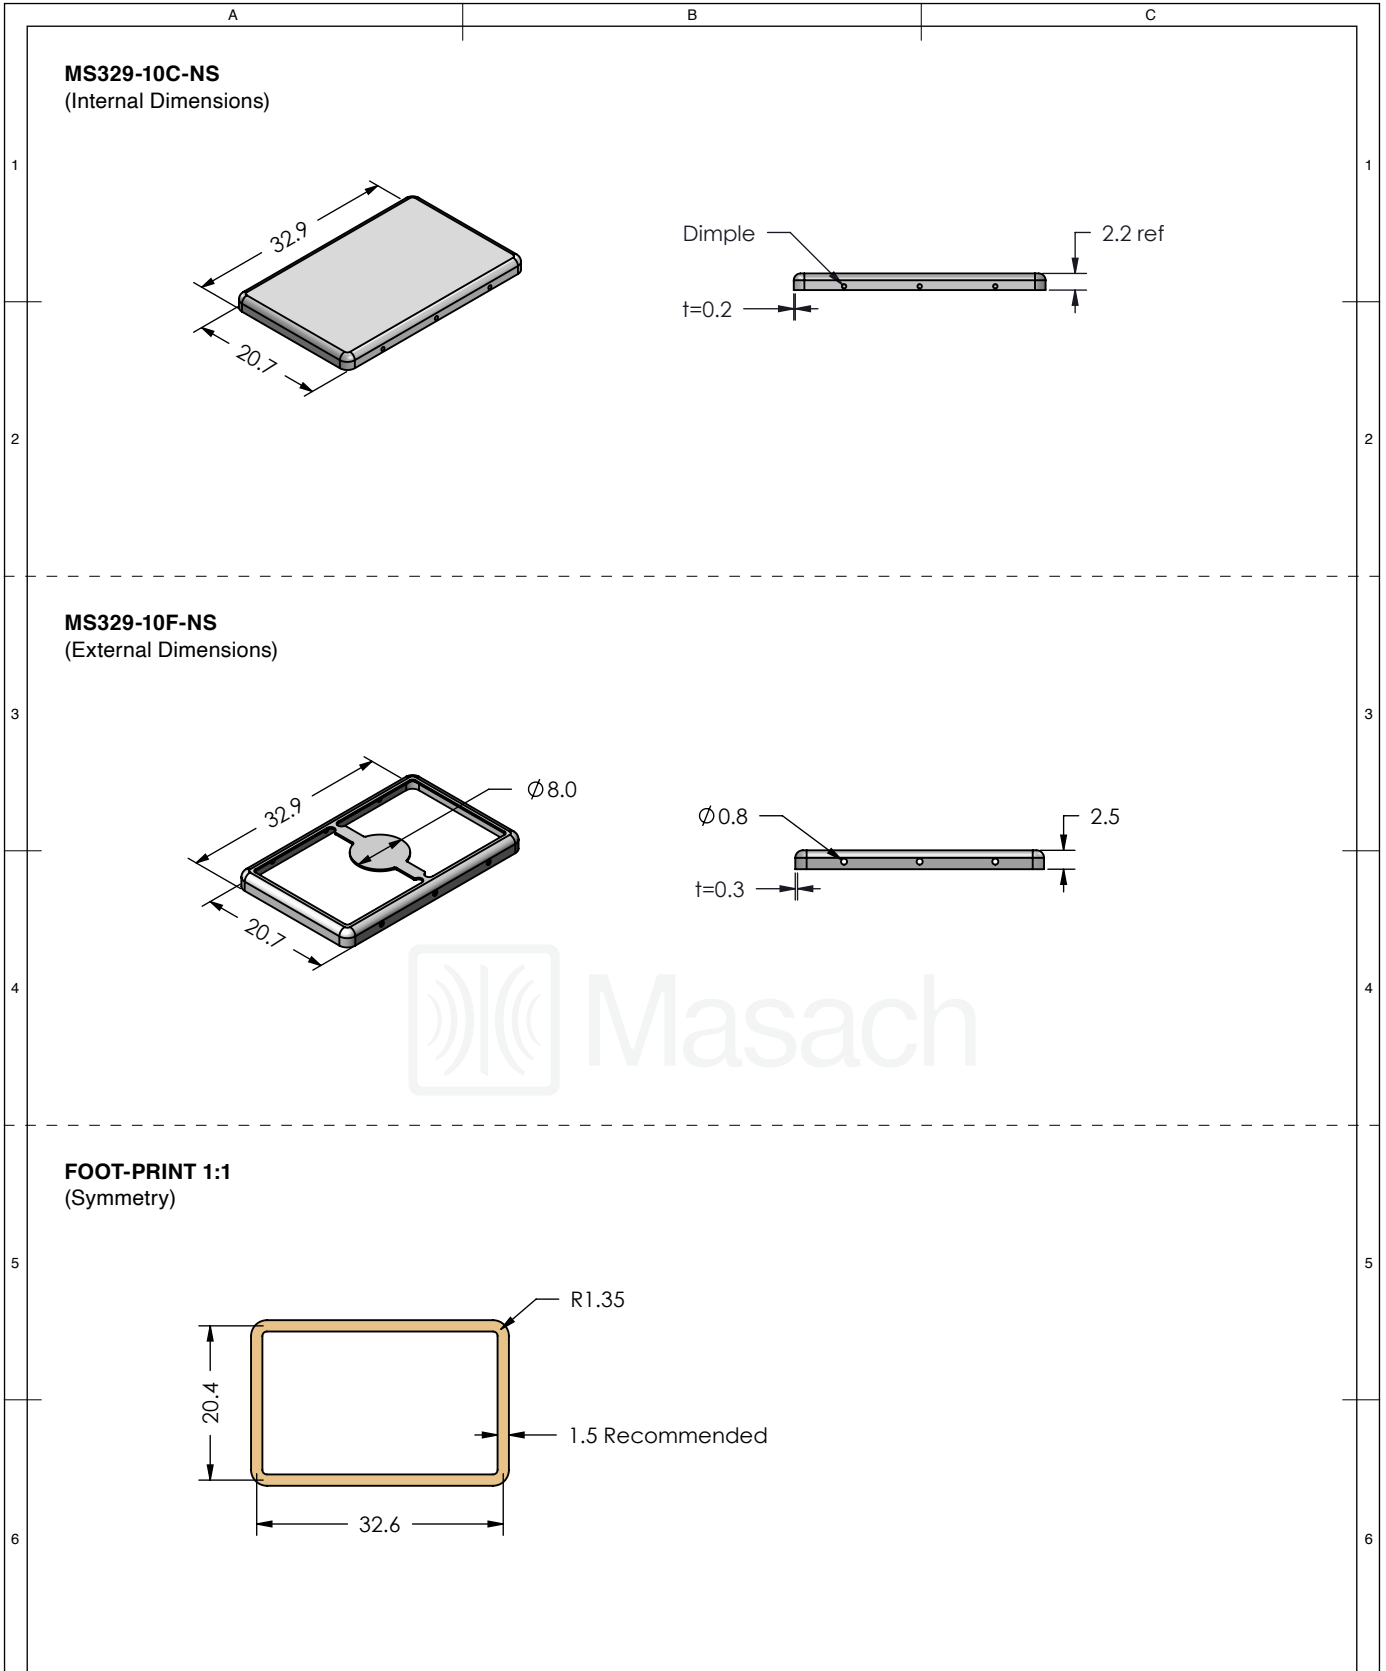 A B C
MS329-10C-NS
(Internal Dimensions)
1 1
32.9
20.7
Dimple
2.2 ref
t=0.2
2 2
MS329-10F-NS
(External Dimensions)
3 3
32.9
Ø8.0
20.7
Ø0.8
2.5
t=0.3
Masach
4 4
FOOT-PRINT 1:1
(Symmetry)
5 5
R1.35
20.4
1.5 Recommended
32.6
6 6